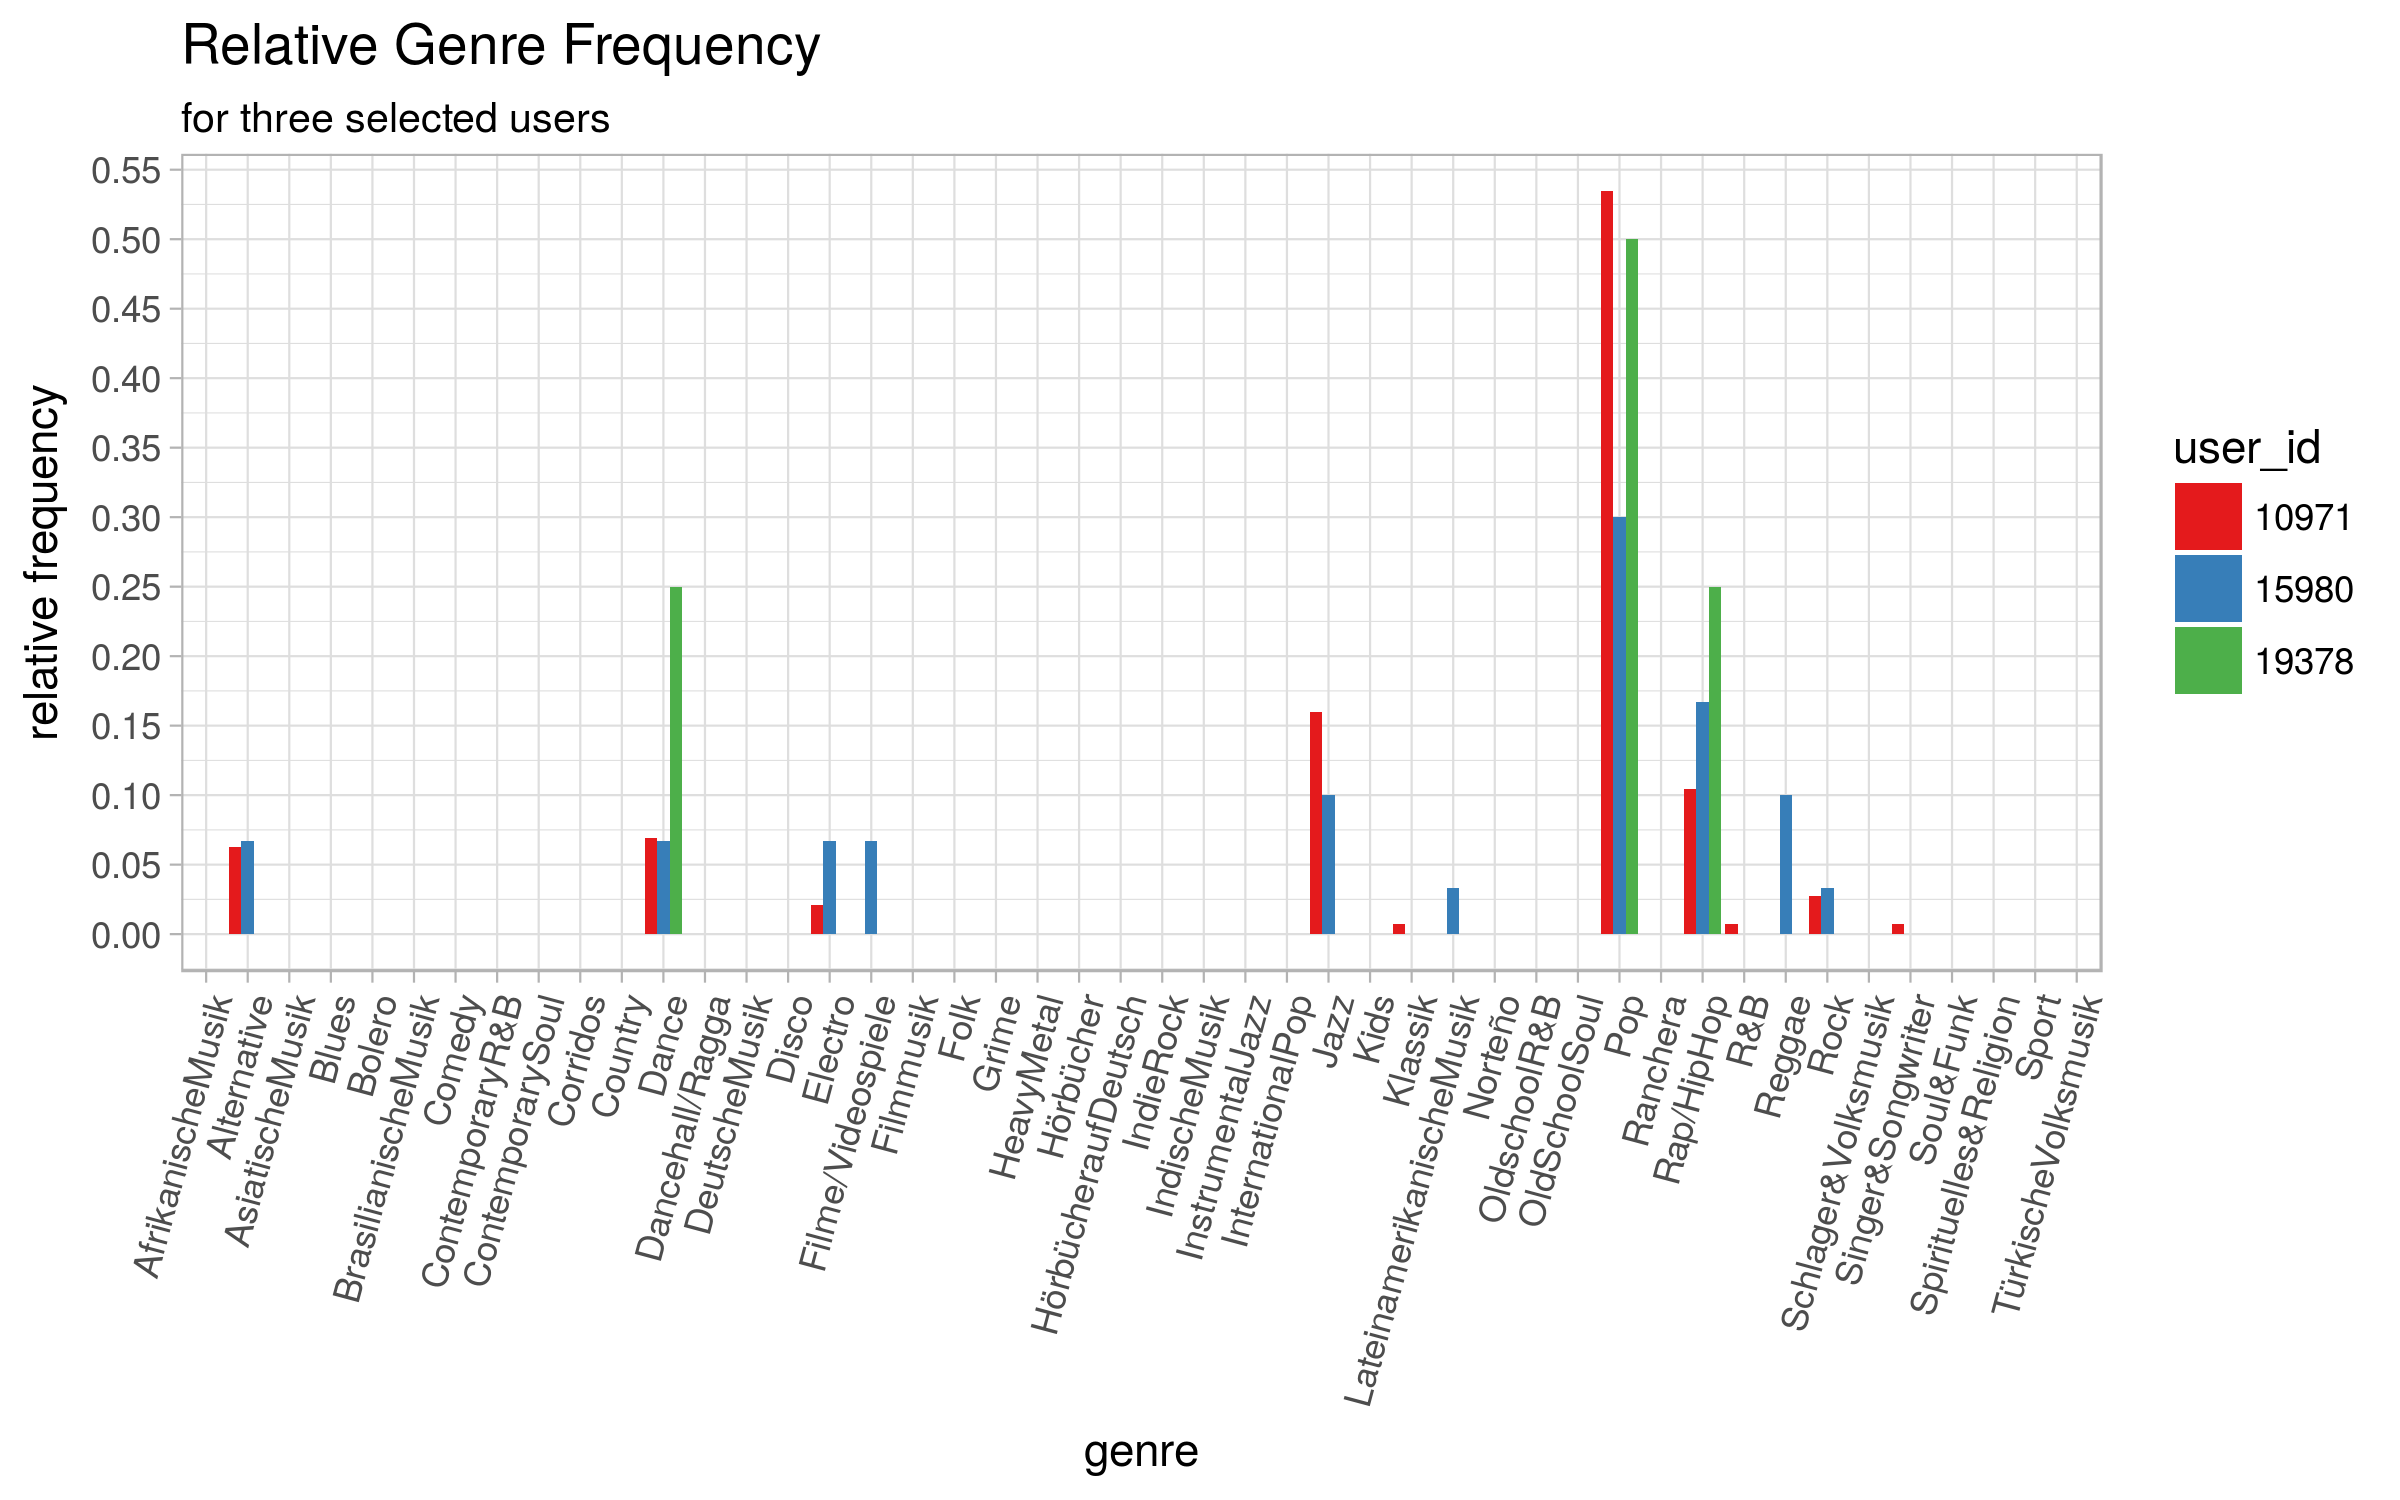 Relative Genre Frequency
for three selected users
relative frequency
0.55
0.50
0.45
0.40
0.35
0.30
0.25
0.20
0.15
0.10
0.05
0.00
AfrikanischeMusik
Alternative
AsiatischeMusik
Blues
Bolero
BrasilianischeMusik
Comedy
ContemporaryR&B
ContemporarySoul
Corridos
Country
Dance
Dancehall/Ragga
DeutscheMusik
Disco
Electro
Filme/Videospiele
Filmmusik
Folk
Grime
HeavyMetal
Hörbücher
HörbücheraufDeutsch
IndieRock
IndischeMusik
InstrumentalJazz
InternationalPop
Jazz
Kids
Klassik
LateinamerikanischeMusik
Norteño
OldschoolR&B
OldSchoolSoul
Pop
Ranchera
Rap/HipHop
R&B
Reggae
Rock
Schlager&Volksmusik
Singer&Songwriter
Soul&Funk
Spirituelles&Religion
Sport
TürkischeVolksmusik
genre
user_id
10971
15980
19378